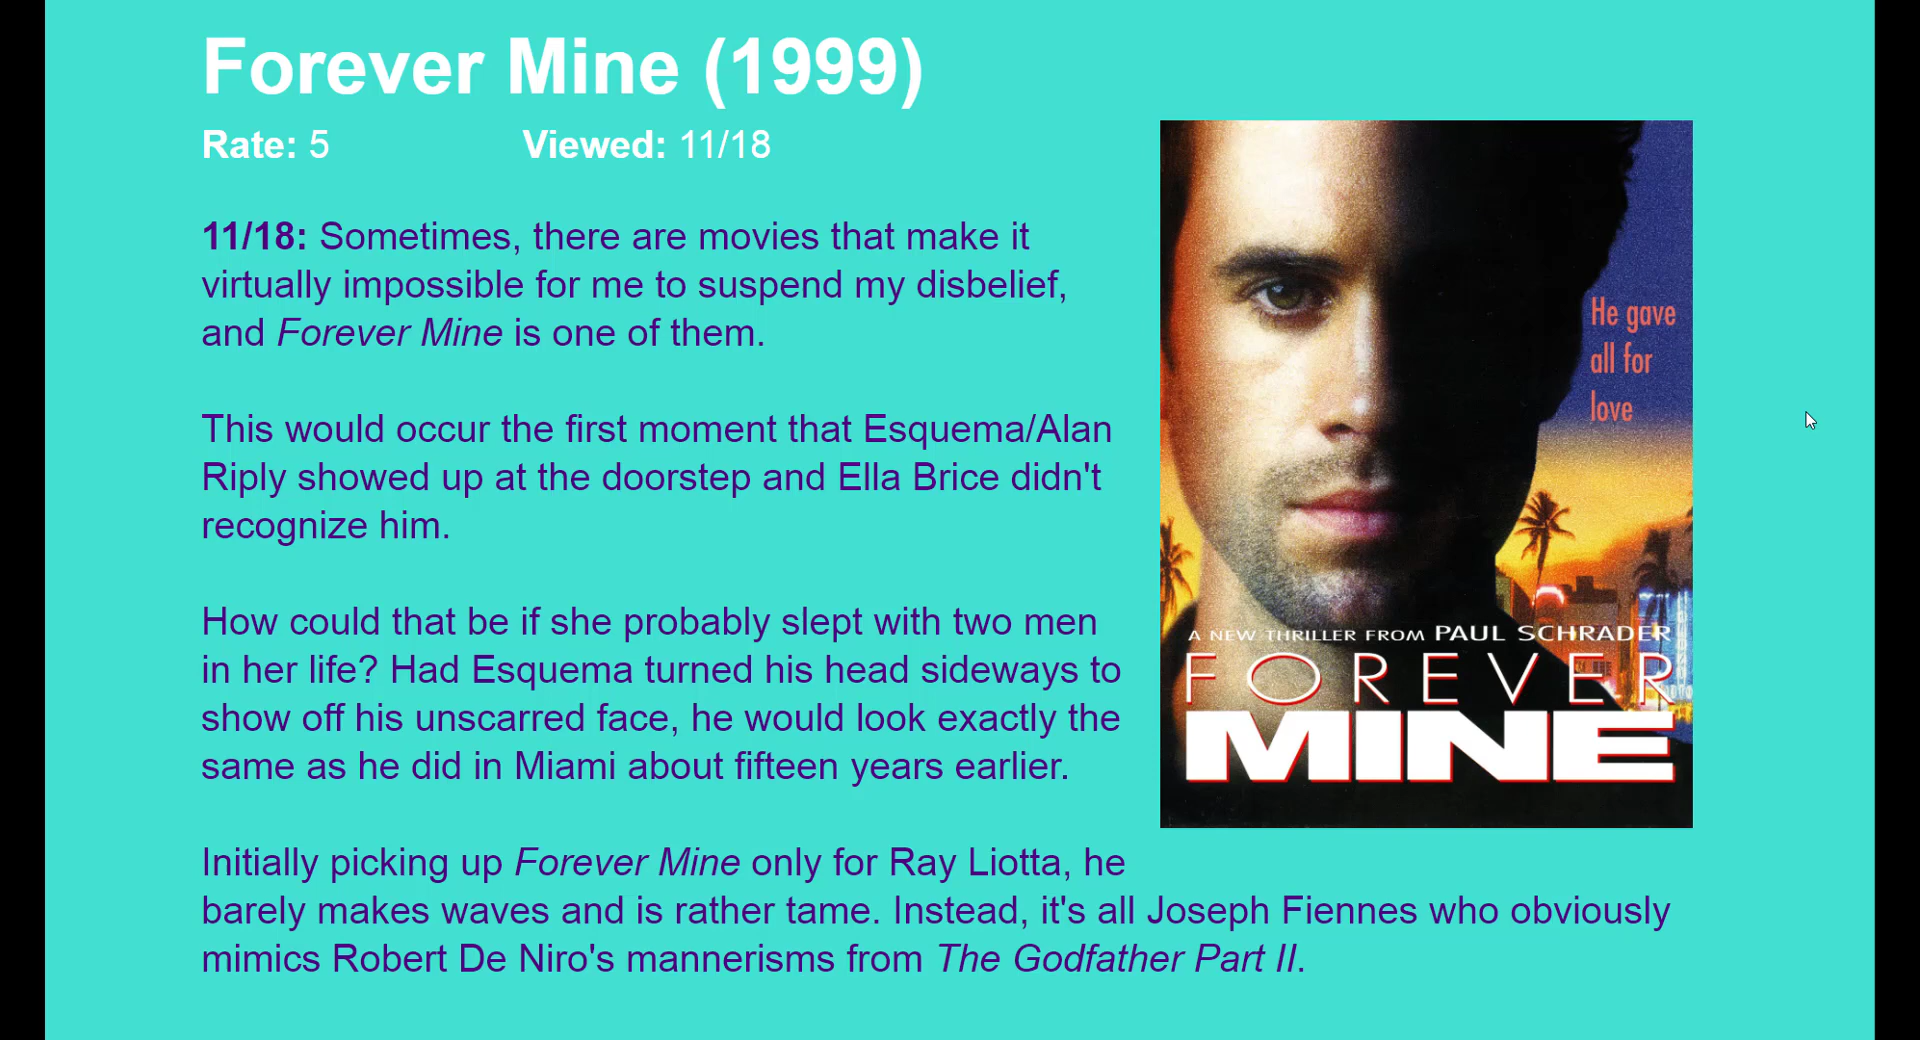 Forever Mine (1999)
Rate: 5 Viewed: 11/18
11/18: Sometimes, there are movies that make it
virtually impossible for me to suspend my disbelief,
and Forever Mine is one of them.
This would occur the first moment that Esquema/Alan
Riply showed up at the doorstep and Ella Brice didn't
recognize him.
How could that be if she probably slept with two men
in her life? Had Esquema turned his head sideways to
show off his unscarred face, he would look exactly the
same as he did in Miami about fifteen years earlier.
Initially picking up Forever Mine only for Ray Liotta, he
barely makes waves and is rather tame. Instead, it's all Joseph Fiennes who obviously
mimics Robert De Niro's mannerisms from The Godfather Part II.
He gave
all for
love
A NEW THRILLER FROM PAUL SCHRADER
FOREVER
MINE